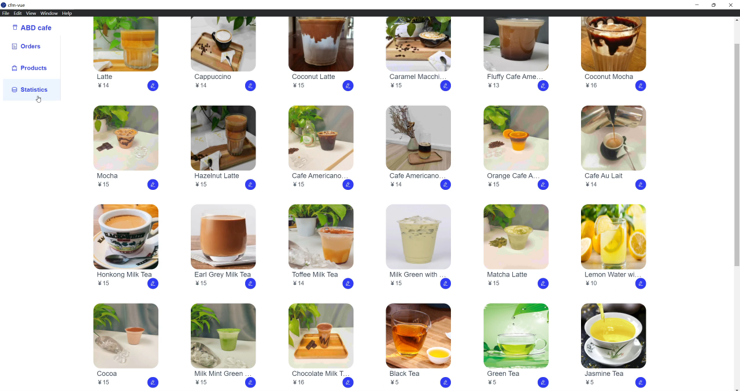 cfm-vue
File Edit View Window Help
ABD cafe
Orders
Products
Statistics
Latte
¥ 14
Cappuccino
¥ 14
Coconut Latte
¥ 15
Caramel Macchi...
¥ 15
Fluffy Cafe Ame...
¥ 13
Coconut Mocha
¥ 16
Mocha
¥ 15
Hazelnut Latte
¥ 15
Cafe Americano...
¥ 15
Cafe Americano...
¥ 14
Orange Cafe A...
¥ 15
Cafe Au Lait
¥ 14
Honkong Milk Tea
¥ 15
Earl Grey Milk Tea
¥ 15
Toffee Milk Tea
¥ 14
Milk Green with ...
¥ 15
Matcha Latte
¥ 15
Lemon Water wi...
¥ 10
Cocoa
¥ 15
Milk Mint Green ...
¥ 15
Chocolate Milk T...
¥ 16
Black Tea
¥ 5
Green Tea
¥ 5
Jasmine Tea
¥ 5